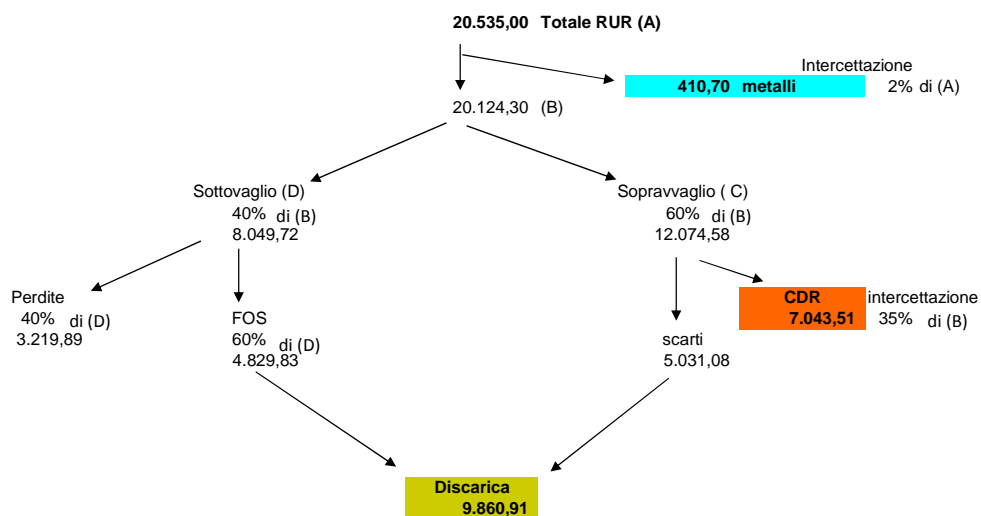 20.535,00 Totale RUR (A)
Intercettazione
410,70 metalli 2% di (A)
20.124,30 (B)
Sottovaglio (D) Sopravvaglio ( C)
40% di (B) 60% di (B)
8.049,72 12.074,58
Perdite CDR intercettazione
40% di (D) FOS 7.043,51 35% di (B)
3.219,89 60% di (D) scarti
4.829,83 5.031,08
Discarica
9.860,91